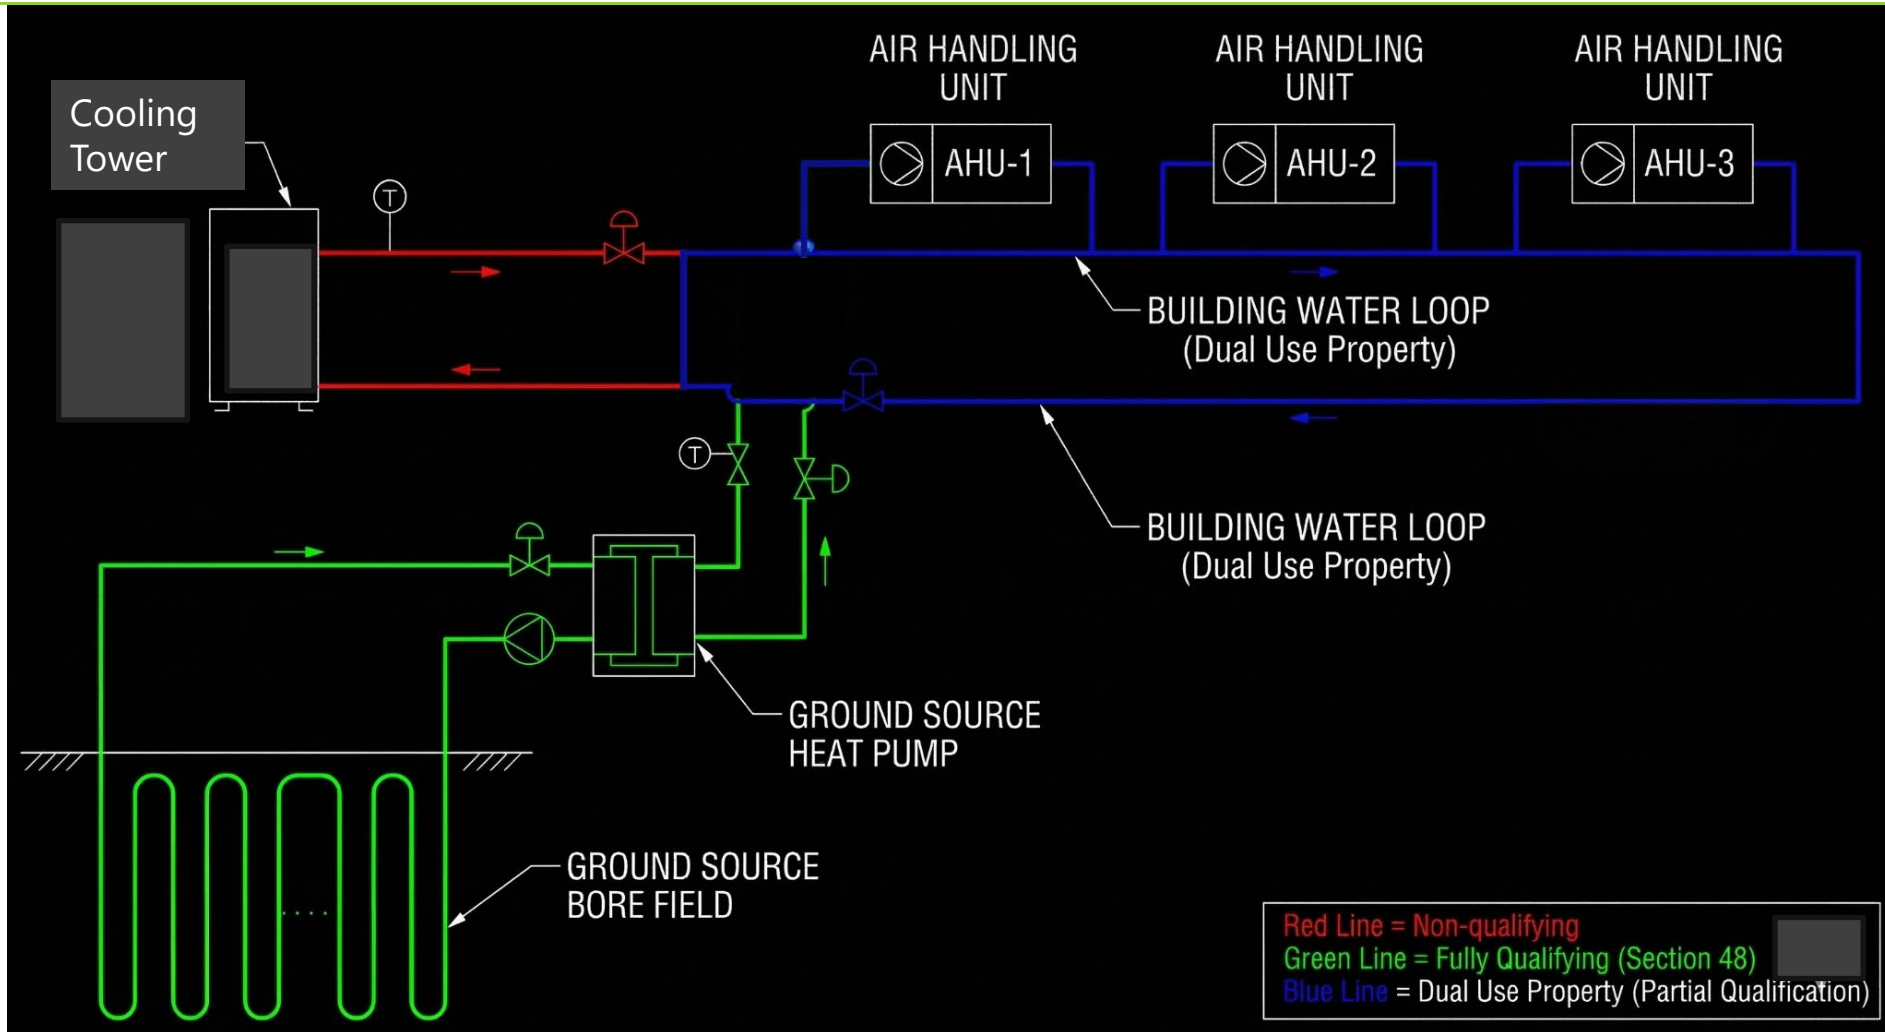 Cooling
Tower
T
AIR HANDLING
UNIT
AIR HANDLING
UNIT
AIR HANDLING
UNIT
AHU-1
AHU-2
AHU-3
BUILDING WATER LOOP
(Dual Use Property)
T
BUILDING WATER LOOP
(Dual Use Property)
GROUND SOURCE
HEAT PUMP
GROUND SOURCE
BORE FIELD
Red Line = Non-qualifying
Green Line = Fully Qualifying (Section 48)
Blue Line = Dual Use Property (Partial Qualification)